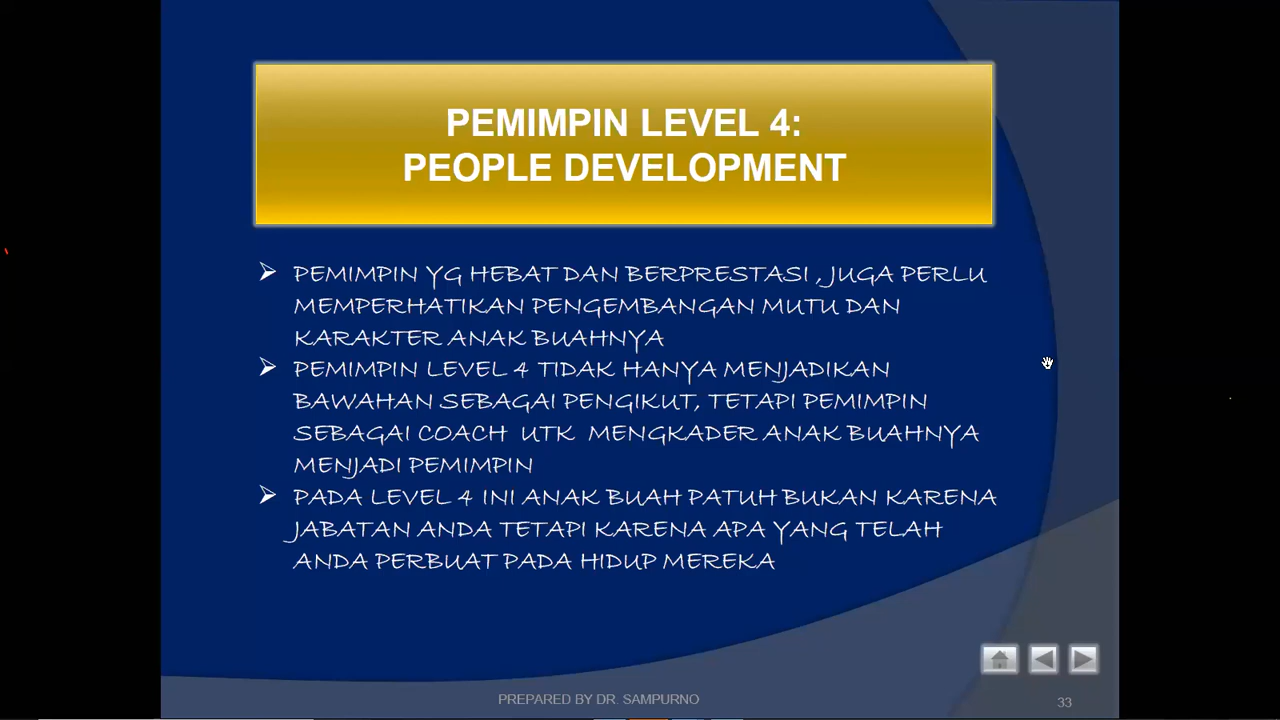 PEMIMPIN LEVEL 4:
PEOPLE DEVELOPMENT
PEMIMPIN YG HEBAT DAN BERPRESTASI , JUGA PERLU
MEMPERHATIKAN PENGEMBANGAN MUTU DAN
KARAKTER ANAK BUAHNYA
PEMIMPIN LEVEL 4 TIDAK HANYA MENJADIKAN
BAWAHAN SEBAGAI PENGIKUT, TETAPI PEMIMPIN
SEBAGAI COACH UTK MENGKADER ANAK BUAHNYA
MENJADI PEMIMPIN
PADA LEVEL 4 INI ANAK BUAH PATUH BUKAN KARENA
JABATAN ANDA TETAPI KARENA APA YANG TELAH
ANDA PERBUAT PADA HIDUP MEREKA
PREPARED BY DR. SAMPURNO
33